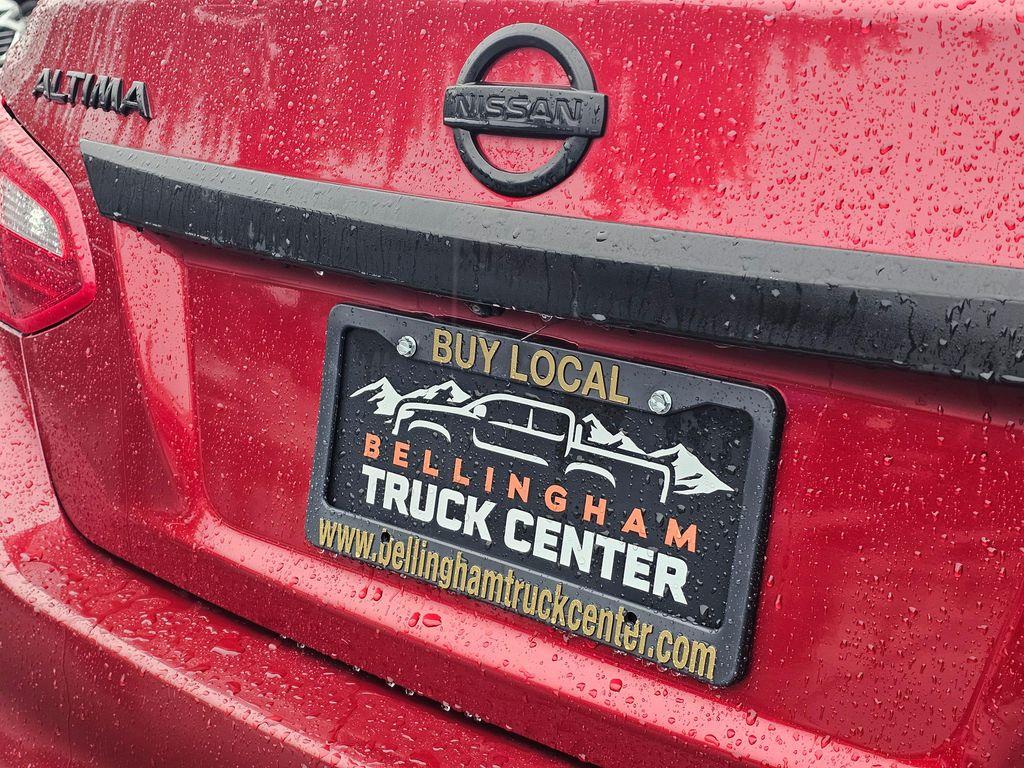 ALTIMA
NISSAN
BUY LOCAL
BELLINGHAM
TRUCK CENTER
www.bellinghamtruckcenter.com